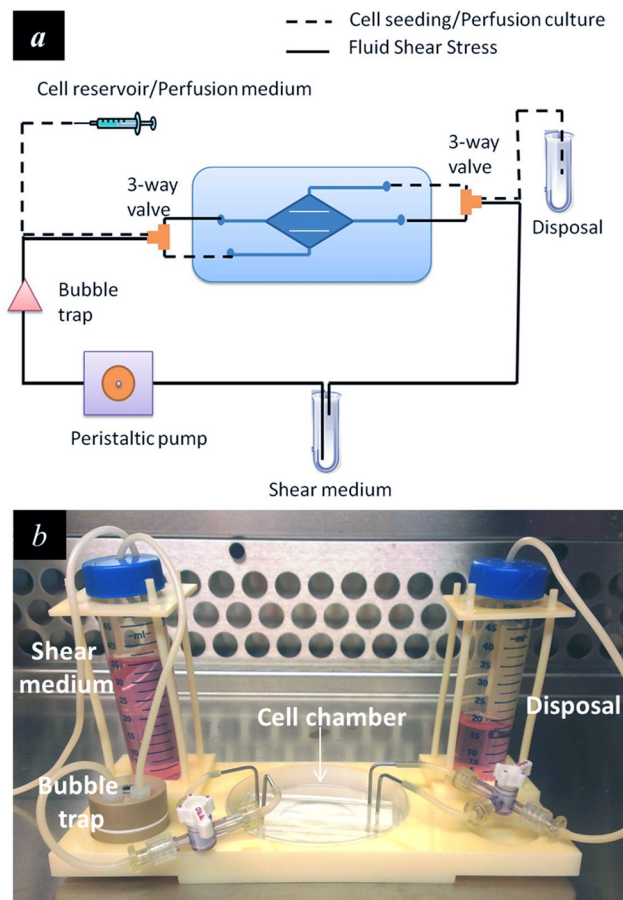 a
Cell seeding/Perfusion culture
Fluid Shear Stress
Cell reservoir/Perfusion medium
3-way
valve
3-way
valve
Disposal
Bubble
trap
Peristaltic pump
Shear medium
b
Shear
medium
Cell chamber
Disposal
Bubble
trap